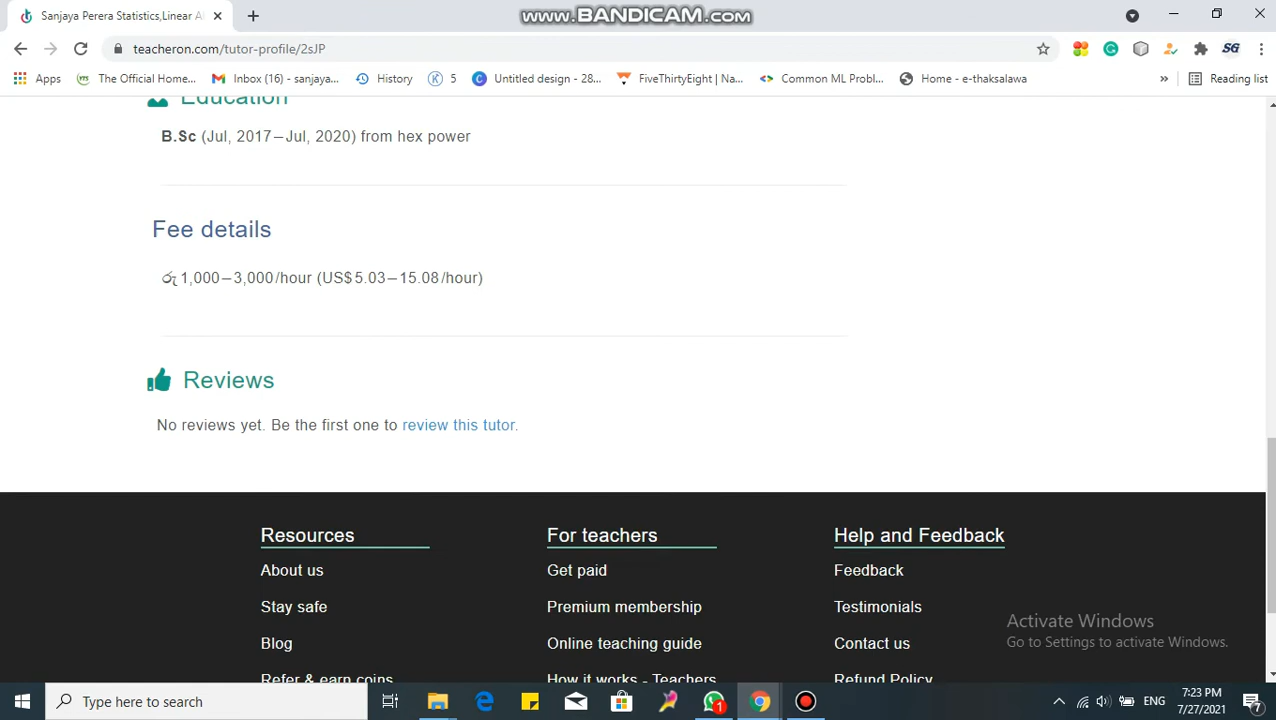 Sanjaya Perera Statistics,Linear Al
www.BANDICAM.com
teacheron.com/tutor-profile/2sJP
SG
Apps
The Official Home...
Inbox (16) - sanjaya...
History
5
Untitled design - 28...
FiveThirtyEight | Na...
Common ML Probl...
Home - e-thaksalawa
»
Reading list
Education
B.Sc (Jul, 2017–Jul, 2020) from hex power
Fee details
රු 1,000–3,000/hour (US$5.03–15.08/hour)
Reviews
No reviews yet. Be the first one to review this tutor.
Resources
For teachers
Help and Feedback
About us
Get paid
Feedback
Stay safe
Premium membership
Testimonials
Activate Windows
Go to Settings to activate Windows.
Blog
Online teaching guide
Contact us
Refer & earn coins
How it works - Teachers
Refund Policy
Type here to search
1
ENG
7:23 PM
7/27/2021
7